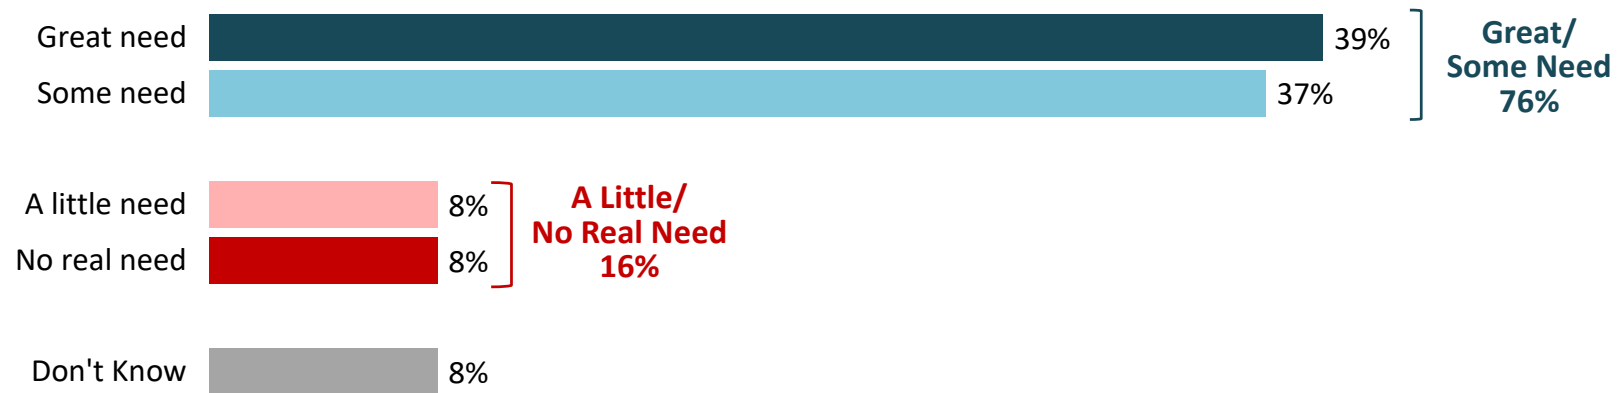 Great need 39%
Some need 37%
Great/
Some Need
76%
A little need 8%
No real need 8%
A Little/
No Real Need
16%
Don't Know 8%